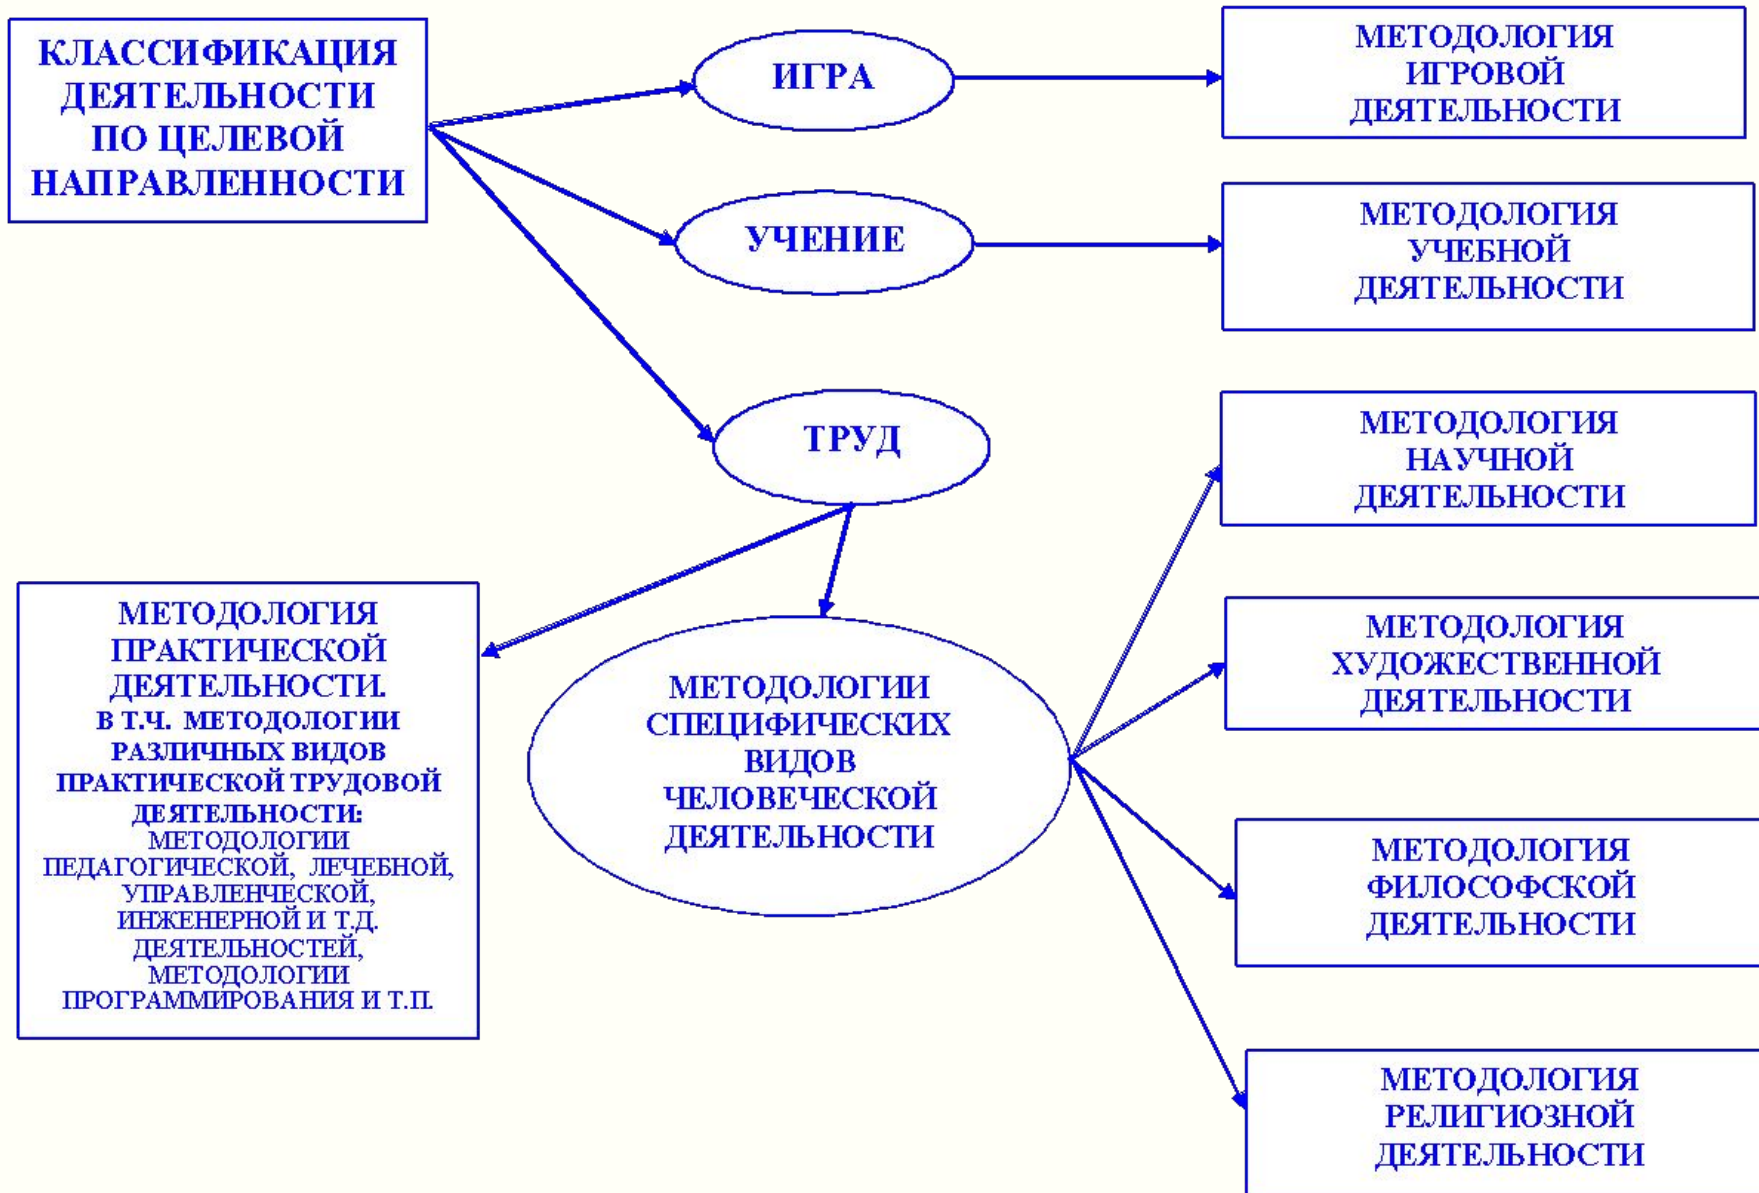 КЛАССИФИКАЦИЯ
ДЕЯТЕЛЬНОСТИ
ПО ЦЕЛЕВОЙ
НАПРАВЛЕННОСТИ
ИГРА
МЕТОДОЛОГИЯ
ИГРОВОЙ
ДЕЯТЕЛЬНОСТИ
УЧЕНИЕ
МЕТОДОЛОГИЯ
УЧЕБНОЙ
ДЕЯТЕЛЬНОСТИ
ТРУД
МЕТОДОЛОГИЯ
ПРАКТИЧЕСКОЙ
ДЕЯТЕЛЬНОСТИ.
В Т.Ч. МЕТОДОЛОГИИ
РАЗЛИЧНЫХ ВИДОВ
ПРАКТИЧЕСКОЙ ТРУДОВОЙ
ДЕЯТЕЛЬНОСТИ:
МЕТОДОЛОГИИ
ПЕДАГОГИЧЕСКОЙ, ЛЕЧЕБНОЙ,
УПРАВЛЕНЧЕСКОЙ,
ИНЖЕНЕРНОЙ И Т.Д.
ДЕЯТЕЛЬНОСТЕЙ,
МЕТОДОЛОГИИ
ПРОГРАММИРОВАНИЯ И Т.П.
МЕТОДОЛОГИИ
СПЕЦИФИЧЕСКИХ
ВИДОВ
ЧЕЛОВЕЧЕСКОЙ
ДЕЯТЕЛЬНОСТИ
МЕТОДОЛОГИЯ
НАУЧНОЙ
ДЕЯТЕЛЬНОСТИ
МЕТОДОЛОГИЯ
ХУДОЖЕСТВЕННОЙ
ДЕЯТЕЛЬНОСТИ
МЕТОДОЛОГИЯ
ФИЛОСОФСКОЙ
ДЕЯТЕЛЬНОСТИ
МЕТОДОЛОГИЯ
РЕЛИГИОЗНОЙ
ДЕЯТЕЛЬНОСТИ